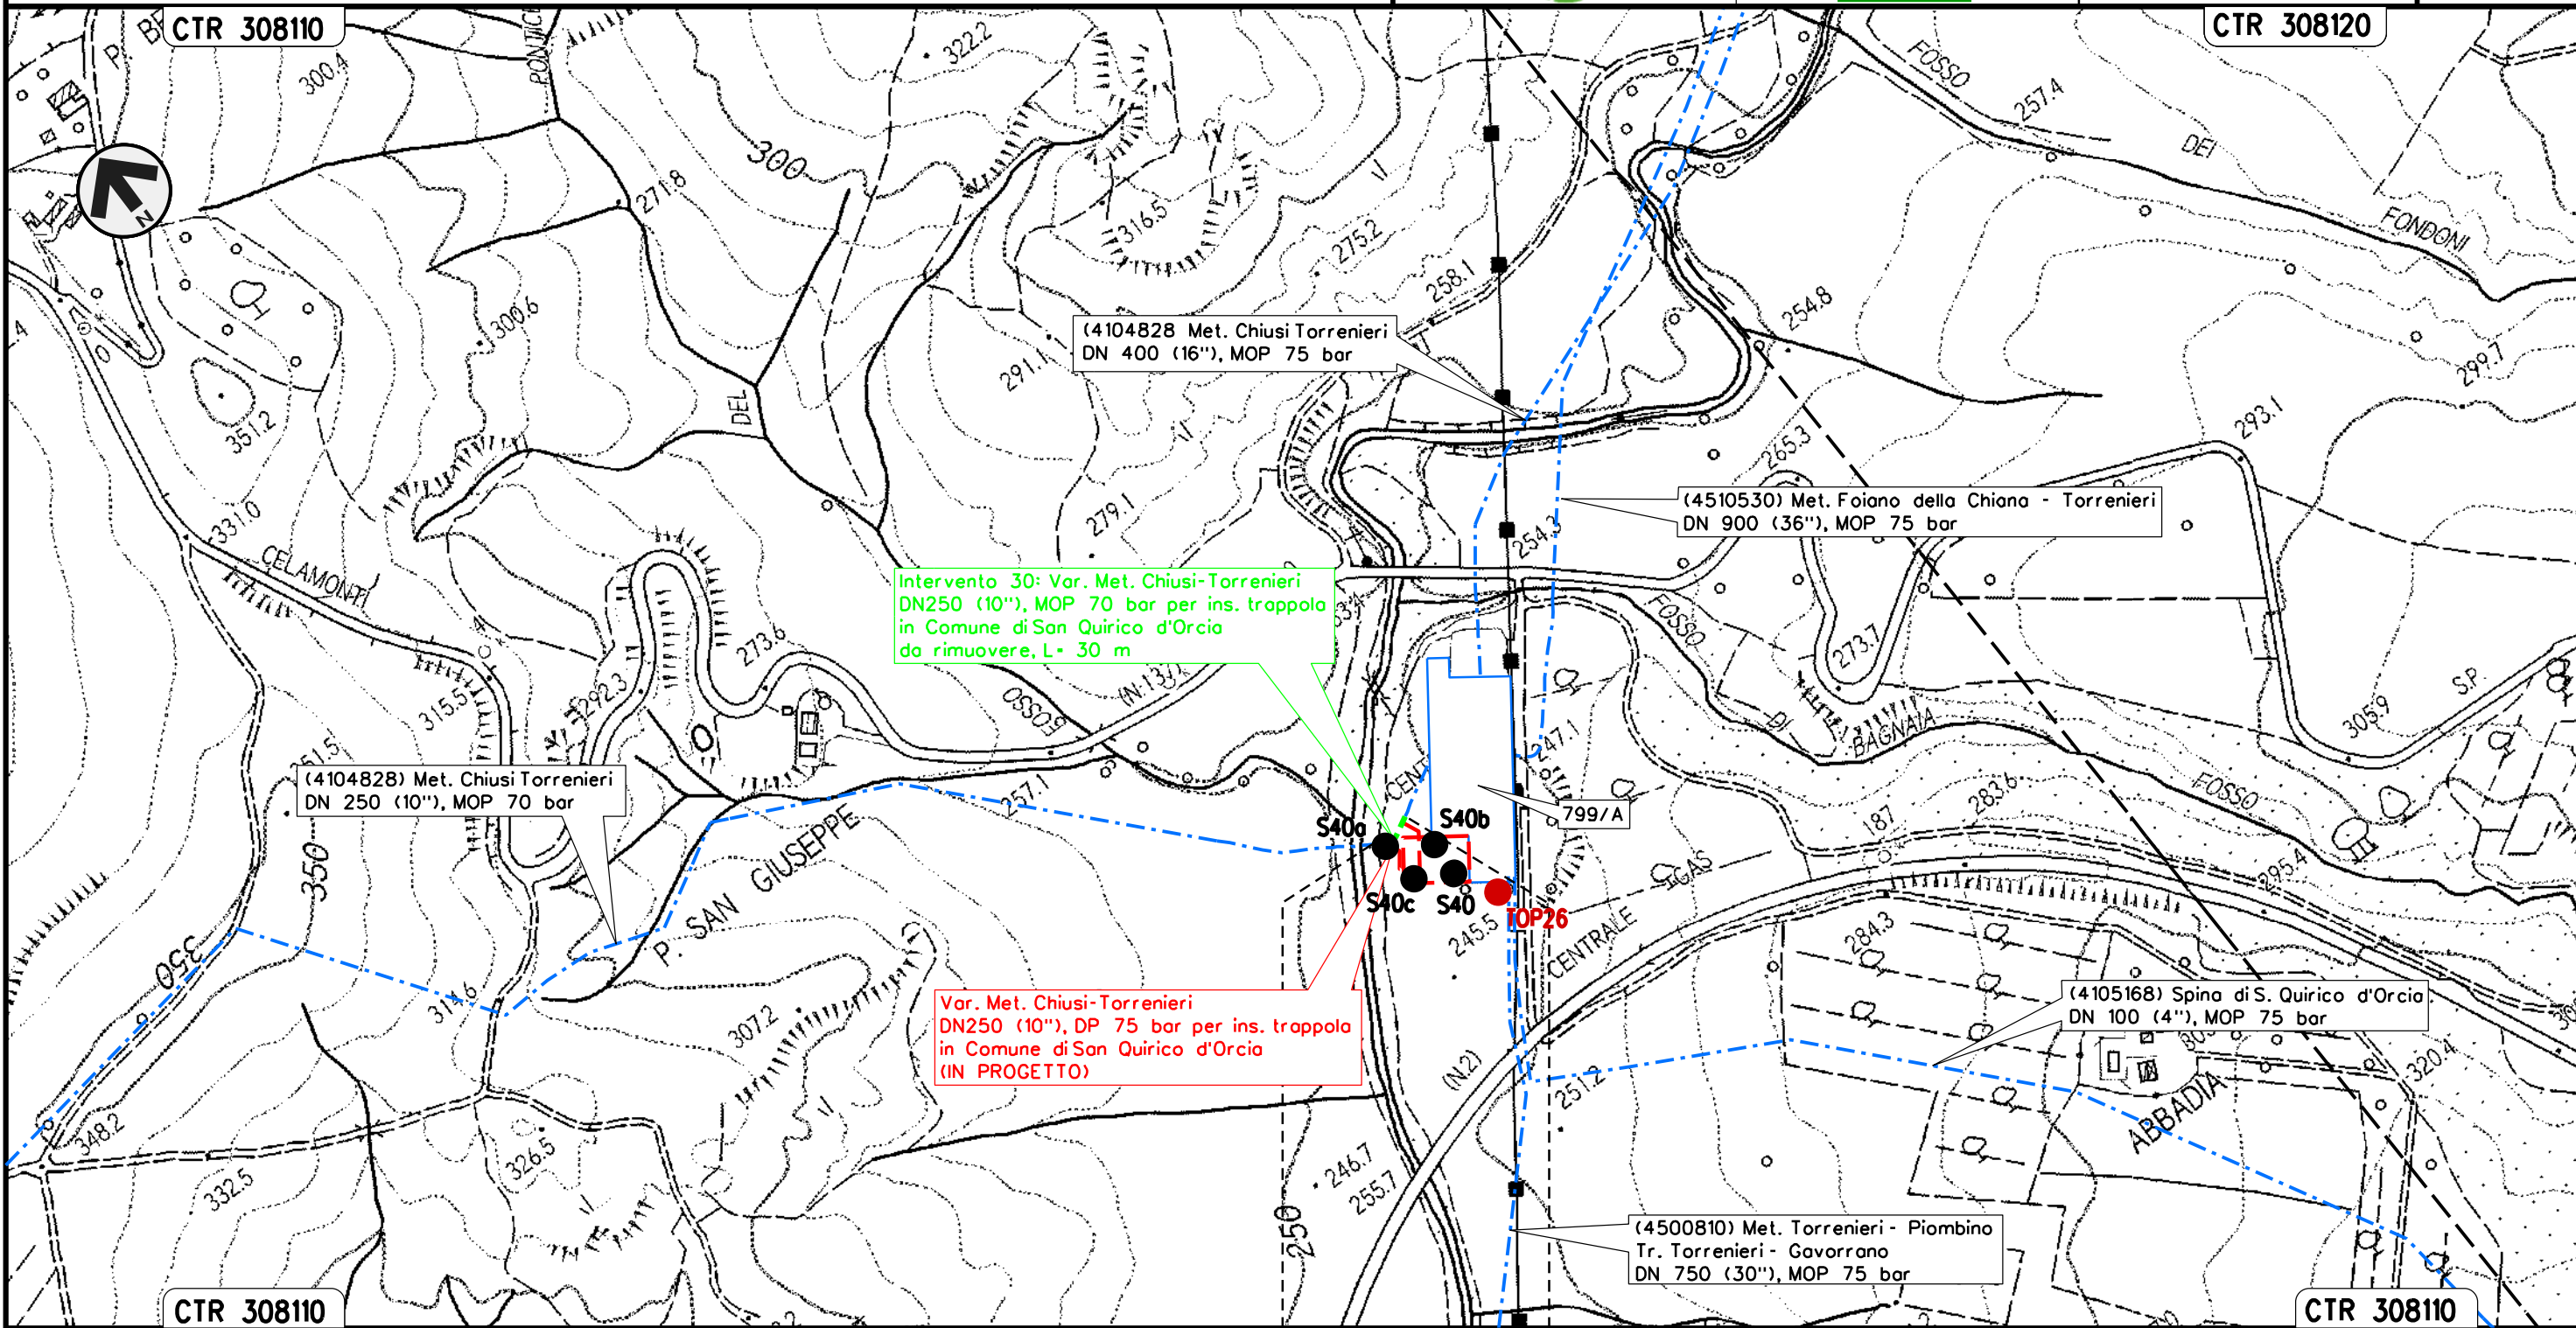 CTR 308110
CTR 308120
P. BE
PONTICE
300.4
322.2
FOSSO
257.4
DEI
FONDONI
N
300
271.8
316.5
275.2
258.1
254.8
300.6
299.7
(4104828 Met. Chiusi Torrenieri
DN 400 (16"), MOP 75 bar
291.1
DEL
351.2
293.1
265.3
(4510530) Met. Foiano della Chiana - Torrenieri
DN 900 (36"), MOP 75 bar
331.0
279.1
254.3
CELAMONTI
Intervento 30: Var. Met. Chiusi-Torrenieri
DN250 (10"), MOP 70 bar per ins. trappola
in Comune di San Quirico d'Orcia
da rimuovere, L= 30 m
FOSSO
273.6
273.7
315.5
292.3
FOSSO
DI
BAGNAIA
305.9
S.P.
247.1
(4104828) Met. Chiusi Torrenieri
DN 250 (10"), MOP 70 bar
257.1
CENT
799/A
187
283.6
FOSSO
S40a
S40b
350
P. SAN GIUSEPPE
GAS
295.4
S40c
S40
TOP26
245.5
CENTRALE
284.3
350
314.6
307.2
Var. Met. Chiusi-Torrenieri
DN250 (10"), DP 75 bar per ins. trappola
in Comune di San Quirico d'Orcia
(IN PROGETTO)
(4105168) Spina di S. Quirico d'Orcia
DN 100 (4"), MOP 75 bar
(N.2)
251.2
320.4
ABBADIA
348.2
326.5
332.5
246.7
255.7
250
(4500810) Met. Torrenieri - Piombino
Tr. Torrenieri - Gavorrano
DN 750 (30"), MOP 75 bar
CTR 308110
CTR 308110